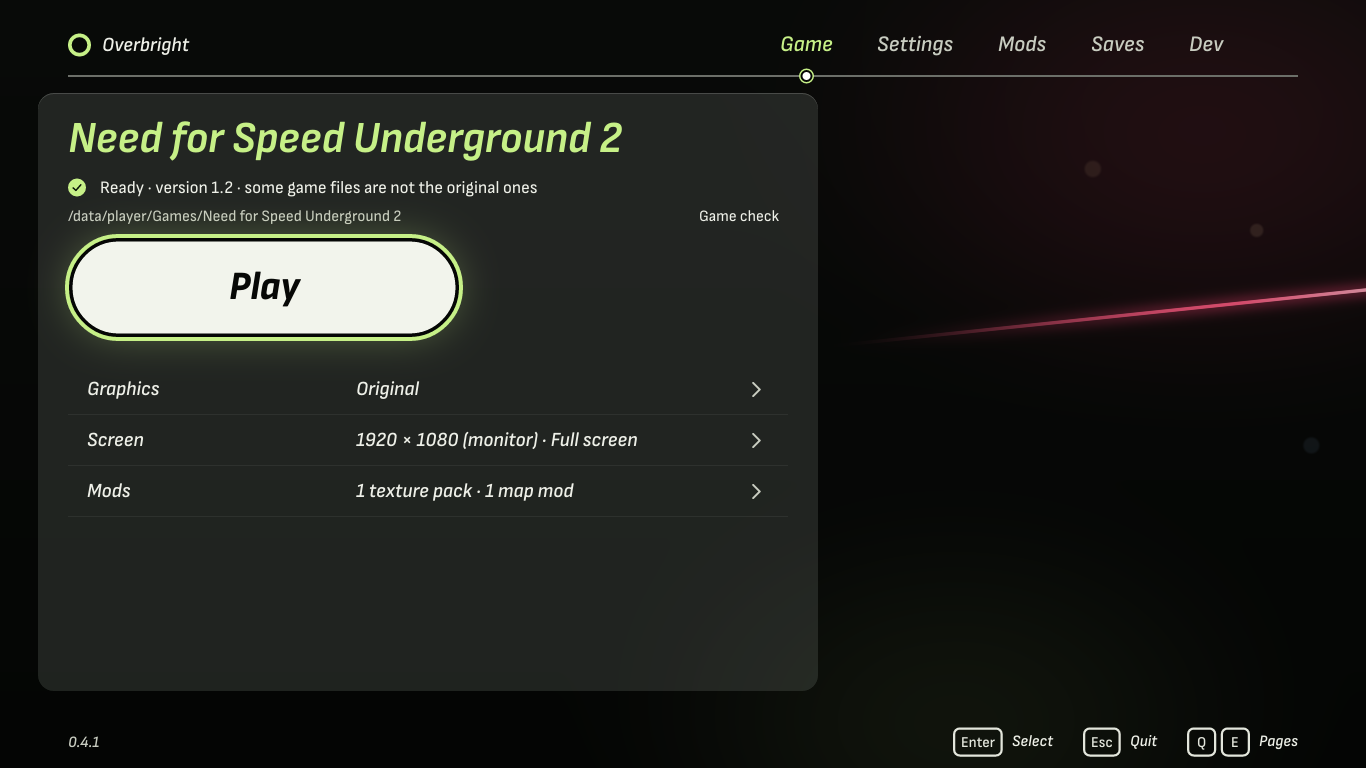 Overbright
Game Settings Mods Saves Dev
Need for Speed Underground 2
Ready · version 1.2 · some game files are not the original ones
/data/player/Games/Need for Speed Underground 2
Game check
Play
Graphics Original
Screen 1920 × 1080 (monitor) · Full screen
Mods 1 texture pack · 1 map mod
0.4.1
Enter Select Esc Quit Q E Pages